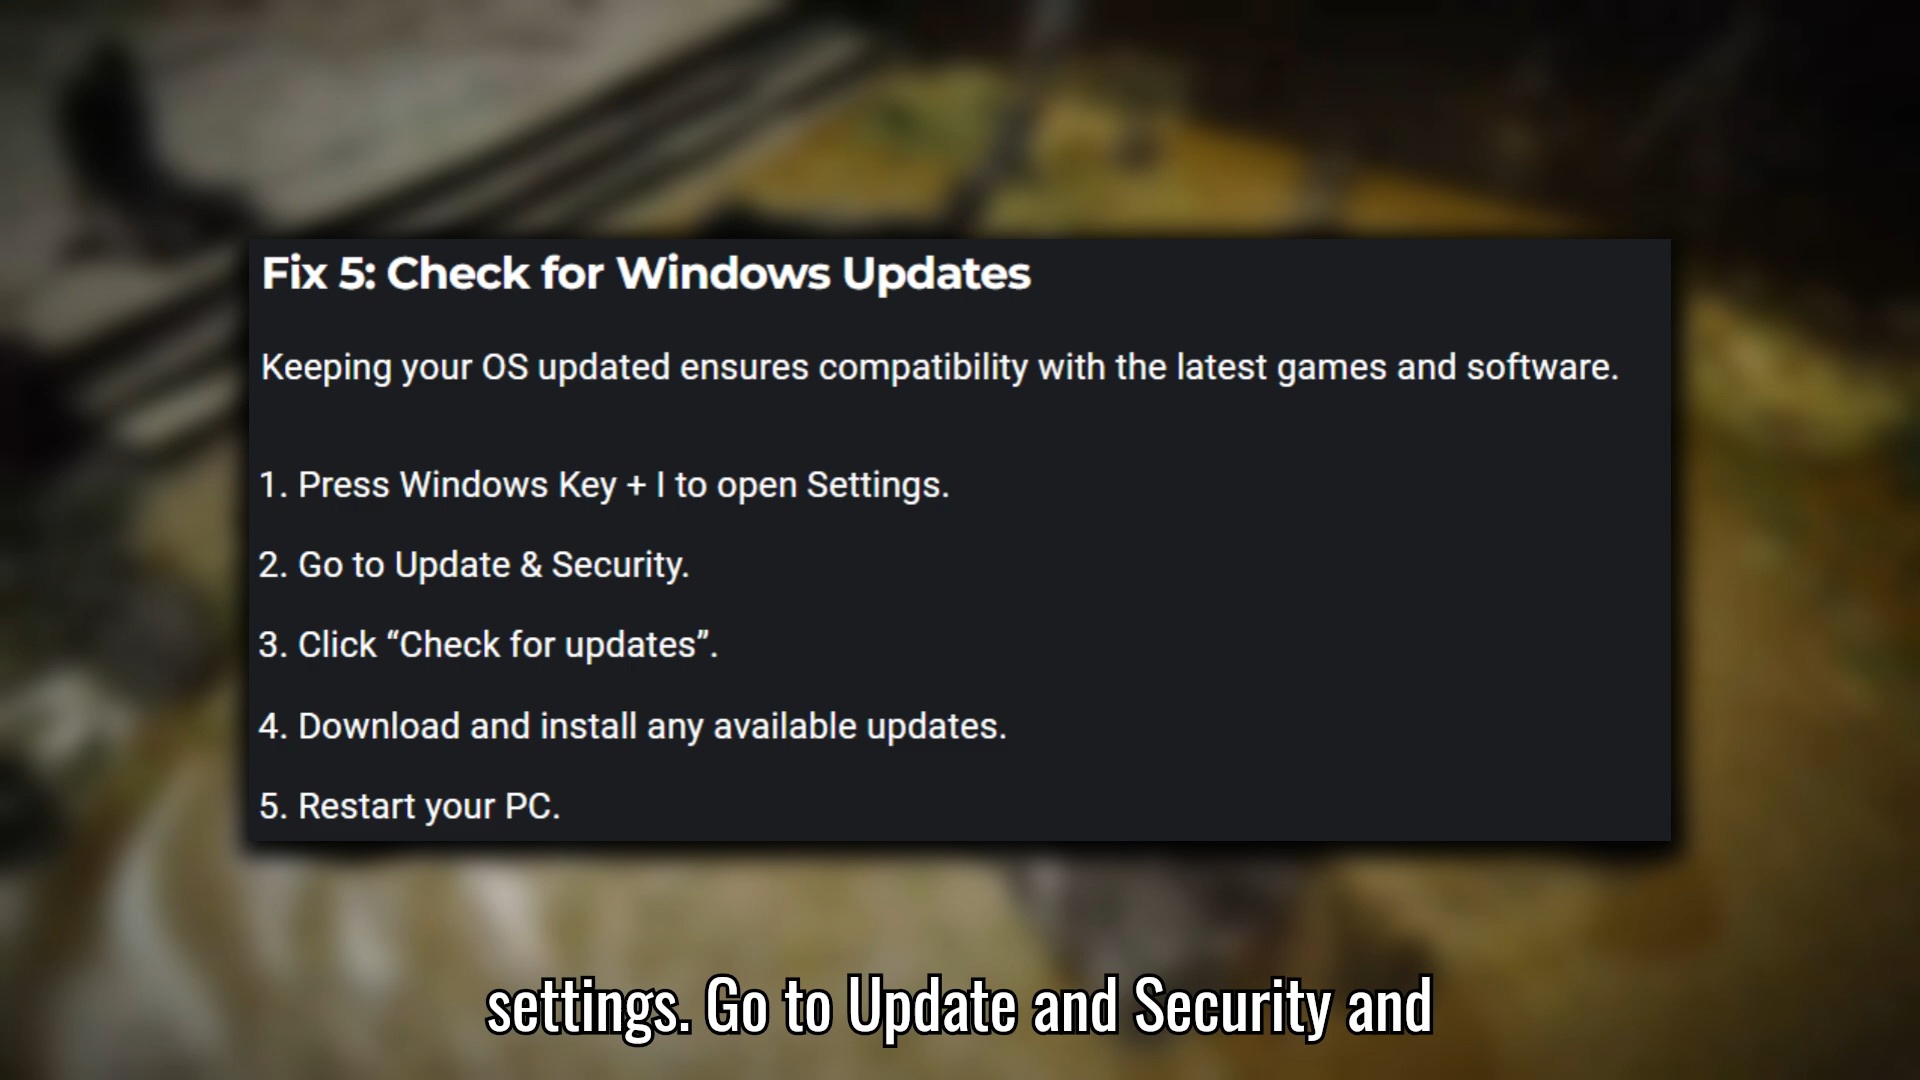 Fix 5: Check for Windows Updates
Keeping your OS updated ensures compatibility with the latest games and software.
1. Press Windows Key + I to open Settings.
2. Go to Update & Security.
3. Click “Check for updates”.
4. Download and install any available updates.
5. Restart your PC.
settings. Go to Update and Security and